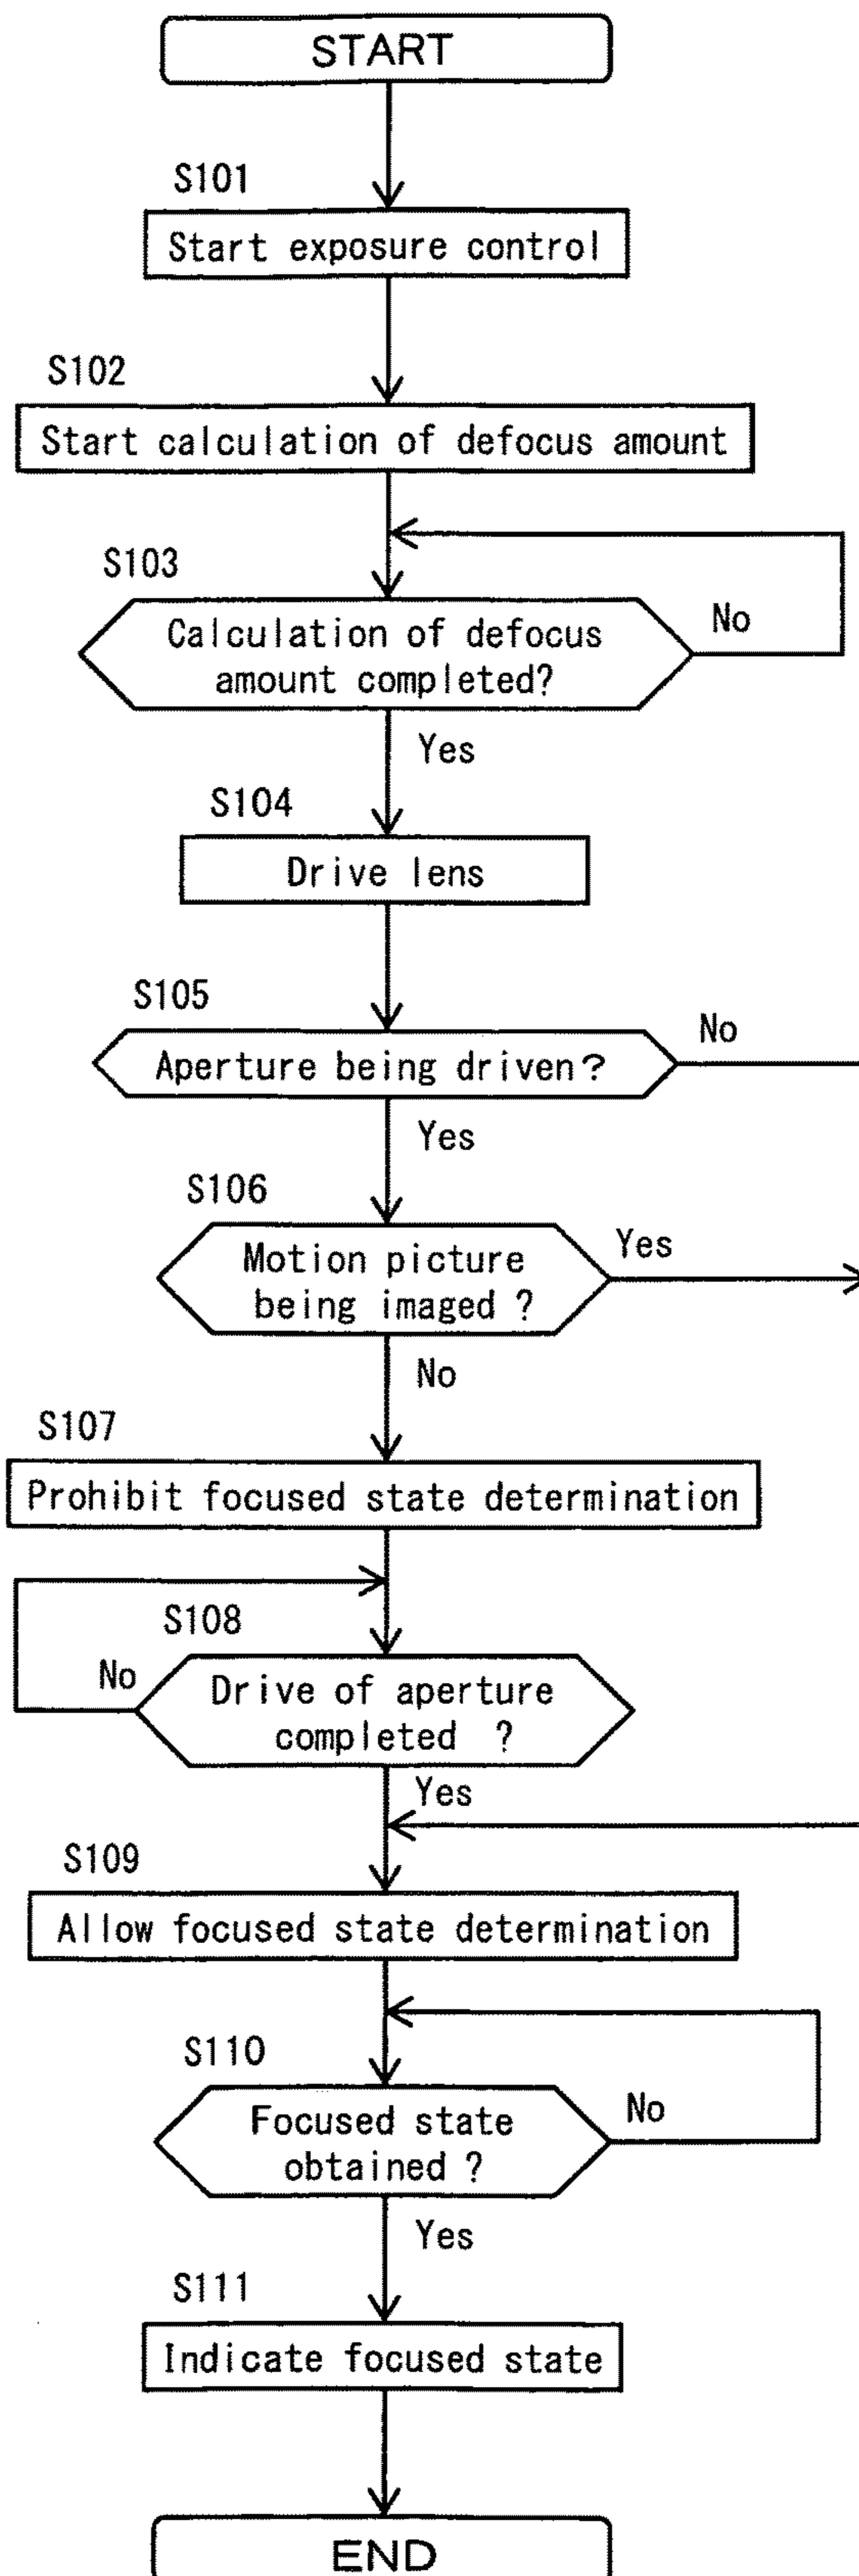 START
S101
Start exposure control
S102
Start calculation of defocus amount
S103
Calculation of defocus
amount completed?
No
Yes
S104
Drive lens
S105
Aperture being driven?
No
Yes
S106
Motion picture
being imaged ?
Yes
No
S107
Prohibit focused state determination
S108
No
Drive of aperture
completed ?
Yes
S109
Allow focused state determination
S110
Focused state
obtained ?
No
Yes
S111
Indicate focused state
END